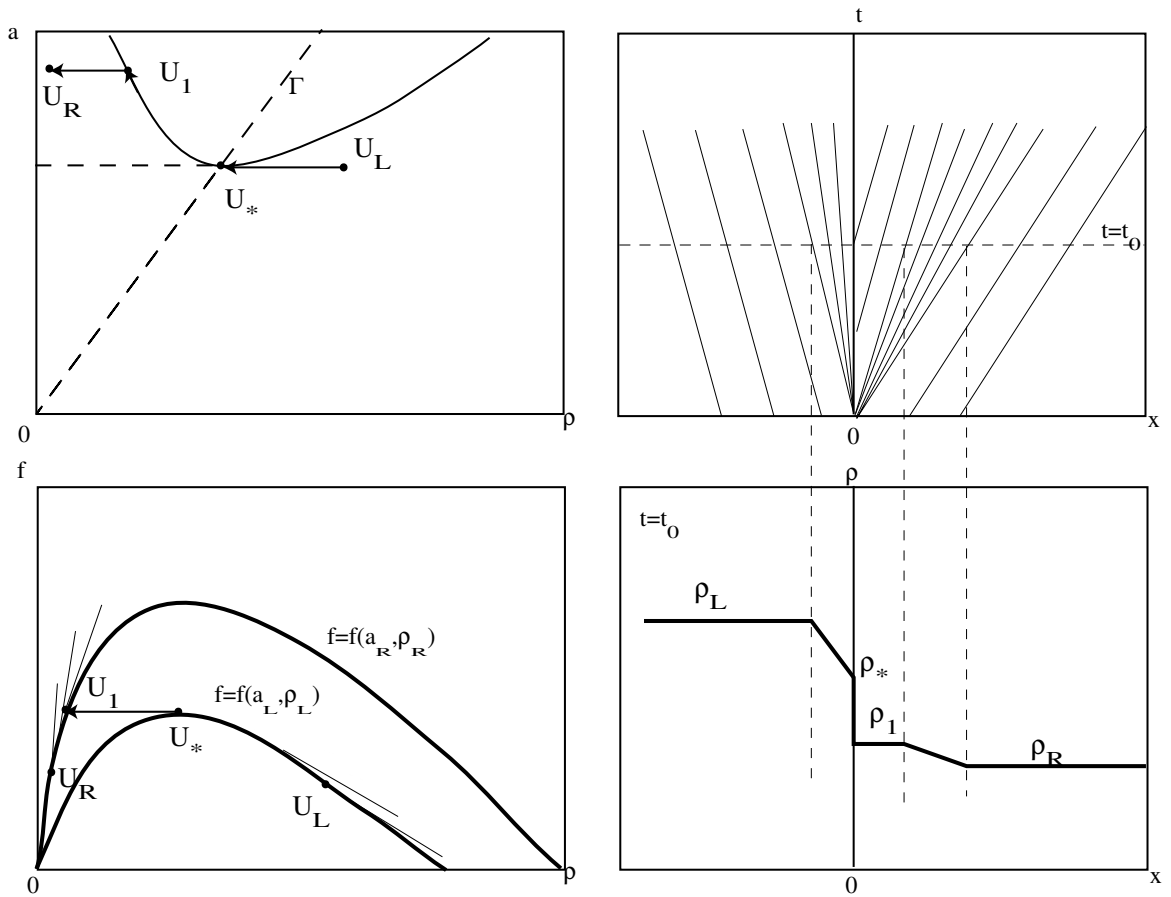 a
U_R
U_1
Γ
U_L
U_*
0
ρ
t
t=t_0
0
x
f
f=f(a_R,ρ_R)
U_1
f=f(a_L,ρ_L)
U_*
U_R
U_L
0
ρ
ρ
t=t_0
ρ_L
ρ_*
ρ_1
ρ_R
0
x